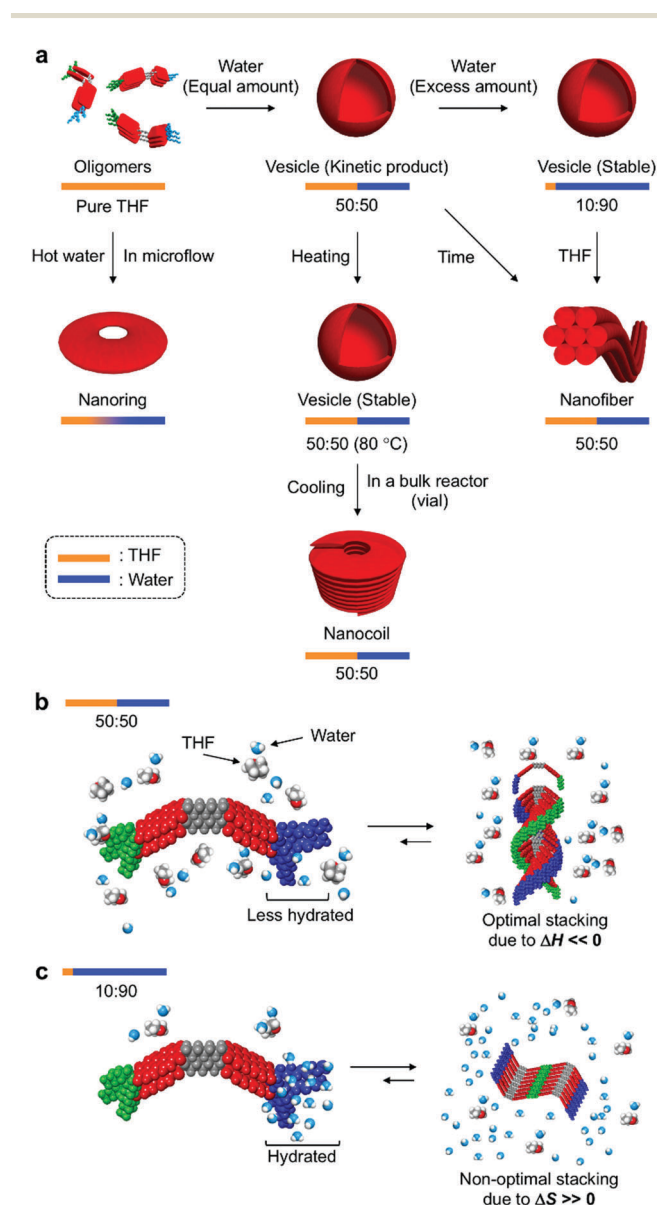 a
Water
(Equal amount)
Water
(Excess amount)
Oligomers
Vesicle (Kinetic product)
Vesicle (Stable)
Pure THF
50:50
10:90
Hot water
In microflow
Heating
Time
THF
Nanoring
Vesicle (Stable)
Nanofiber
50:50 (80 °C)
50:50
Cooling
In a bulk reactor
(vial)
: THF
: Water
Nanocoil
50:50
b
50:50
THF
Water
Less hydrated
Optimal stacking
due to ΔH << 0
c
10:90
Hydrated
Non-optimal stacking
due to ΔS >> 0